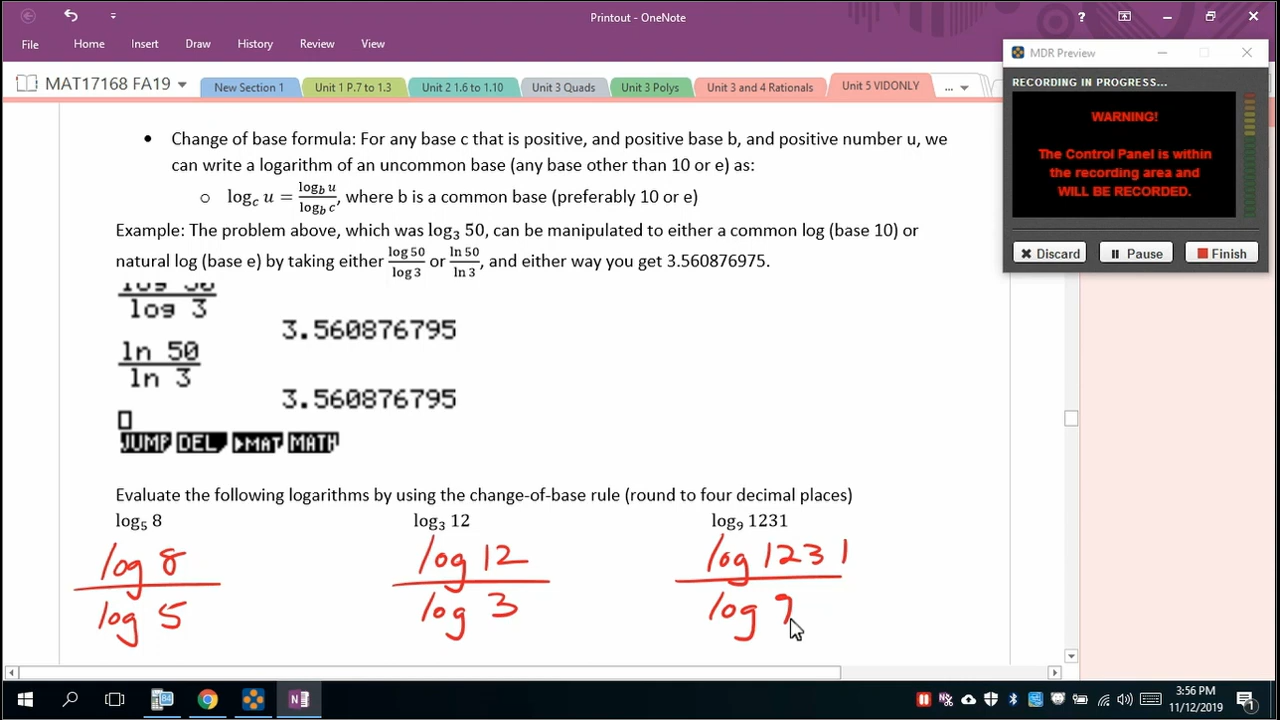 Printout - OneNote
?
File Home Insert Draw History Review View
MAT17168 FA19
New Section 1 Unit 1 P.7 to 1.3 Unit 2 1.6 to 1.10 Unit 3 Quads Unit 3 Polys Unit 3 and 4 Rationals Unit 5 VIDONLY ...
MDR Preview
RECORDING IN PROGRESS...
WARNING!
The Control Panel is within
the recording area and
WILL BE RECORDED.
Discard Pause Finish
• Change of base formula: For any base c that is positive, and positive base b, and positive number u, we
can write a logarithm of an uncommon base (any base other than 10 or e) as:
o log_c u = log_b u / log_b c, where b is a common base (preferably 10 or e)
Example: The problem above, which was log₃ 50, can be manipulated to either a common log (base 10) or
natural log (base e) by taking either log 50 / log 3 or ln 50 / ln 3, and either way you get 3.560876975.
log 50
log 3
3.560876795
ln 50
ln 3
3.560876795
JUMP DEL ▶MAT MATH
Evaluate the following logarithms by using the change-of-base rule (round to four decimal places)
log₅ 8 log₃ 12 log₉ 1231
log 8 log 12 log 1231
log 5 log 3 log 9
3:56 PM
11/12/2019
1